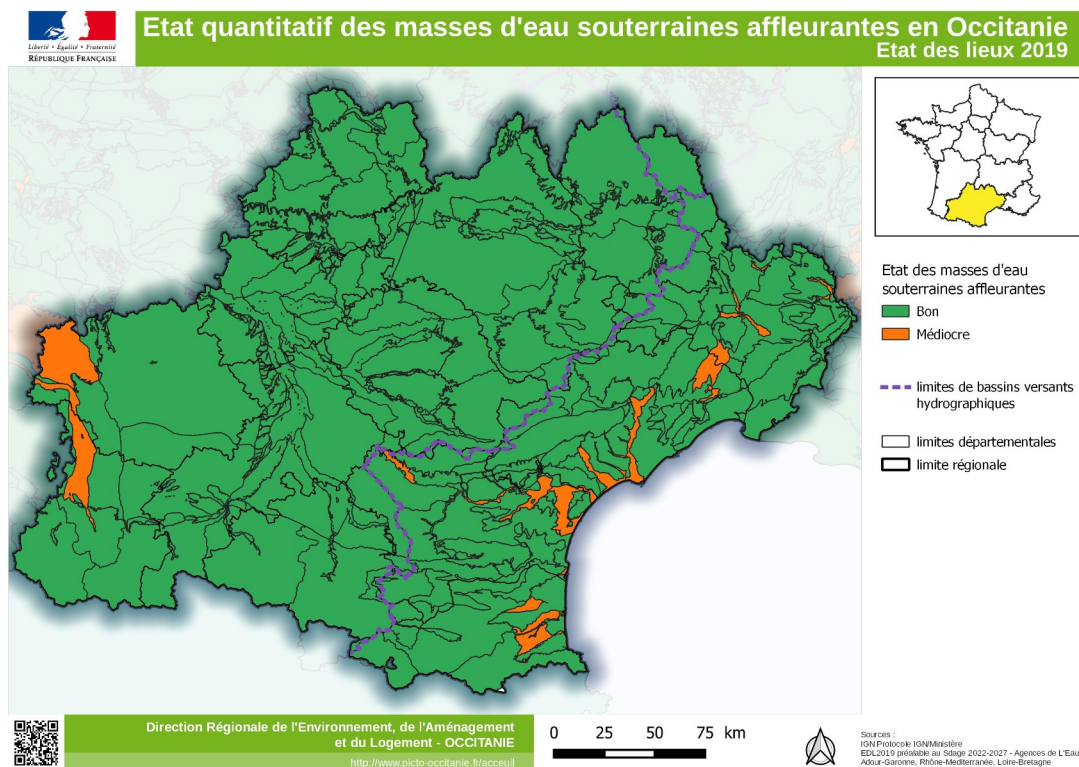 Etat quantitatif des masses d'eau souterraines affleurantes en Occitanie
Etat des lieux 2019
Liberté • Égalité • Fraternité
RÉPUBLIQUE FRANÇAISE
Etat des masses d'eau
souterraines affleurantes
Bon
Médiocre
limites de bassins versants
hydrographiques
limites départementales
limite régionale
Direction Régionale de l'Environnement, de l'Aménagement
et du Logement - OCCITANIE
http://www.picto-occitanie.fr/acceuil
0 25 50 75 km
Sources :
IGN Protocole IGN/Ministère
EDL2019 préalable au Sdage 2022-2027 - Agences de L'Eau
Adour-Garonne, Rhône-Mediterranée, Loire-Bretagne